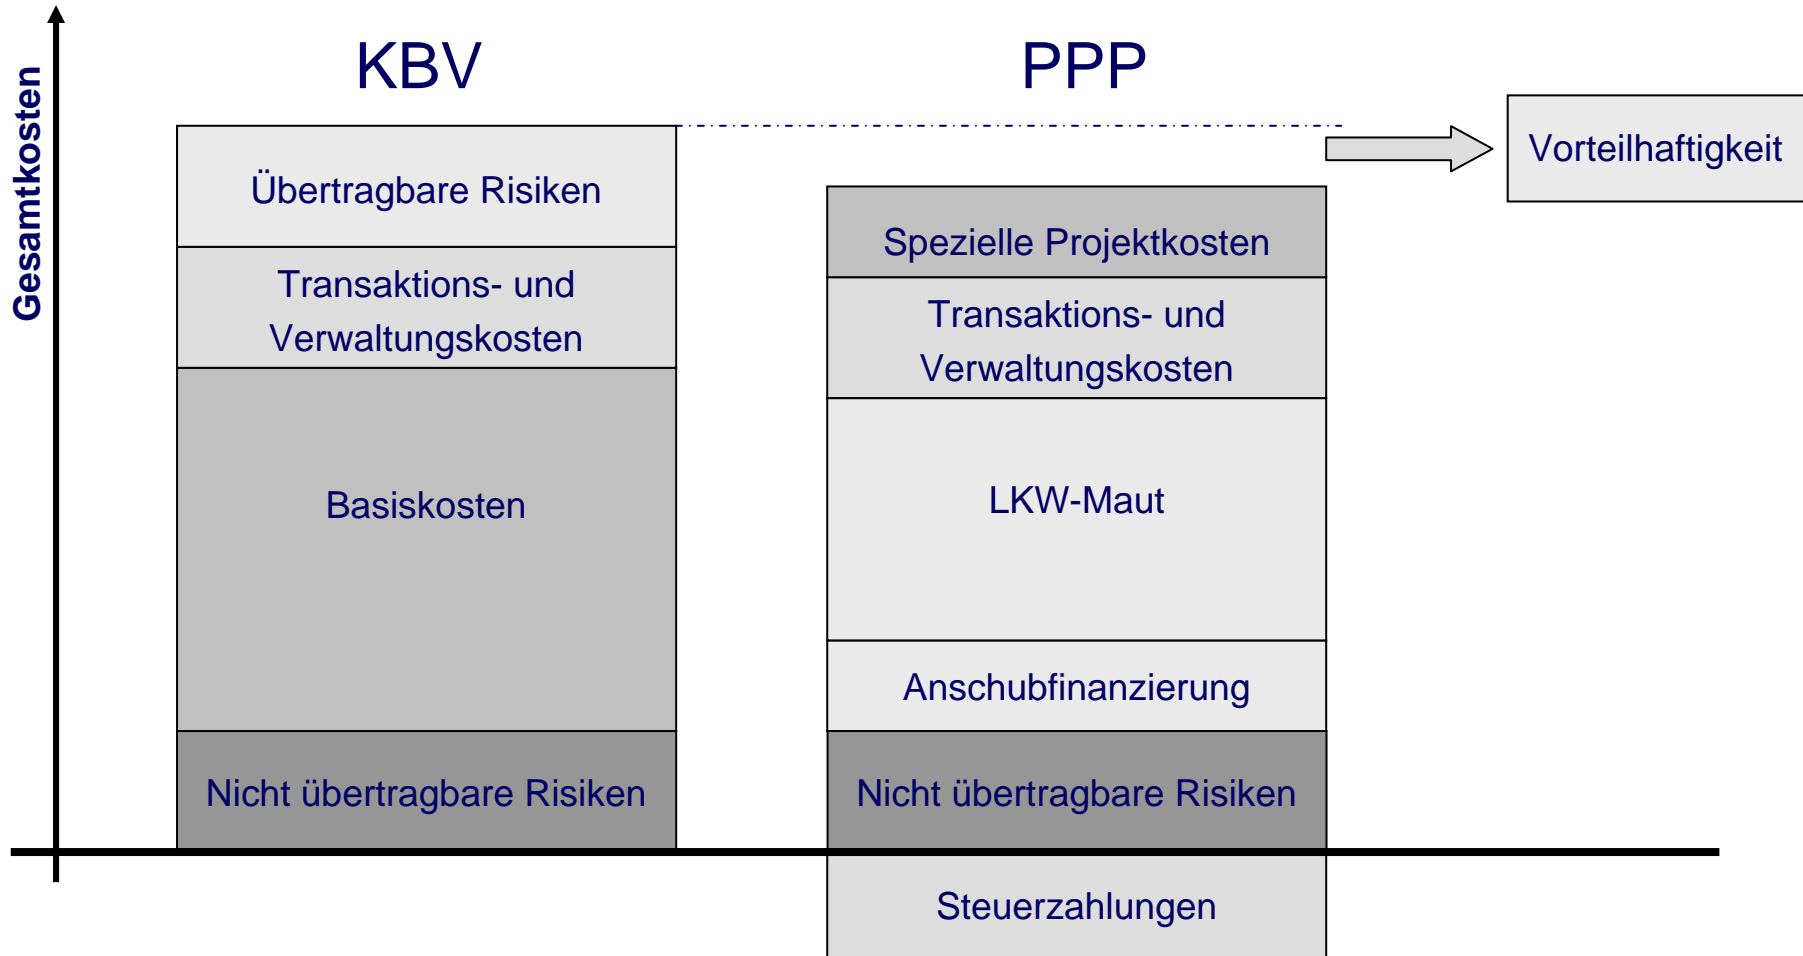 Gesamtkosten
KBV
PPP
Vorteilhaftigkeit
Übertragbare Risiken
Transaktions- und
Verwaltungskosten
Basiskosten
Nicht übertragbare Risiken
Spezielle Projektkosten
Transaktions- und
Verwaltungskosten
LKW-Maut
Anschubfinanzierung
Nicht übertragbare Risiken
Steuerzahlungen